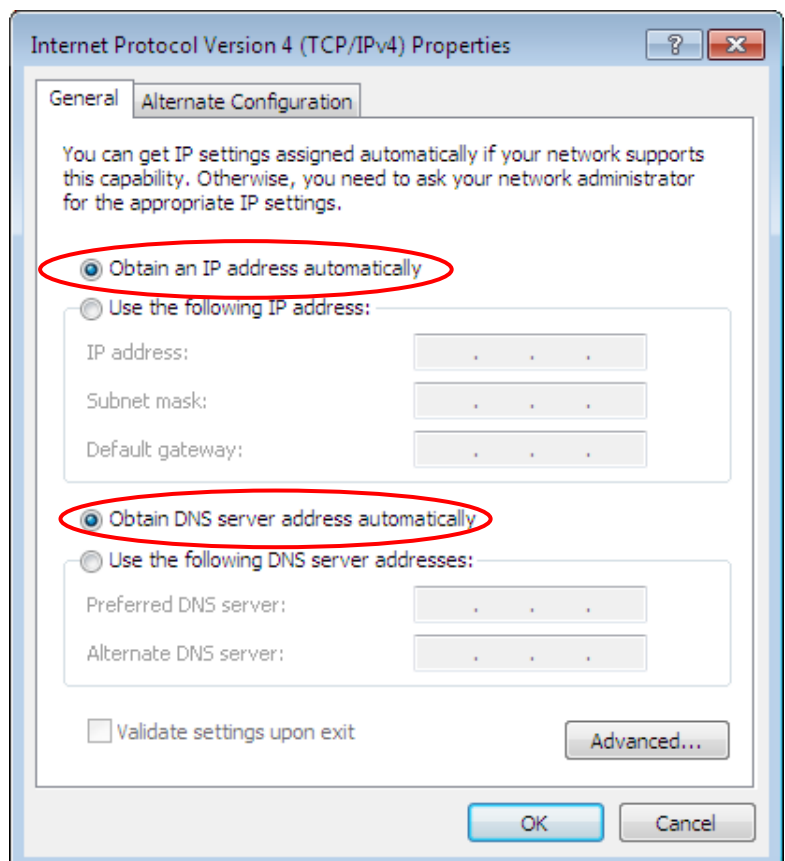 Internet Protocol Version 4 (TCP/IPv4) Properties
General
Alternate Configuration
You can get IP settings assigned automatically if your network supports
this capability. Otherwise, you need to ask your network administrator
for the appropriate IP settings.
Obtain an IP address automatically
Use the following IP address:
IP address:
Subnet mask:
Default gateway:
Obtain DNS server address automatically
Use the following DNS server addresses:
Preferred DNS server:
Alternate DNS server:
Validate settings upon exit
Advanced...
OK
Cancel